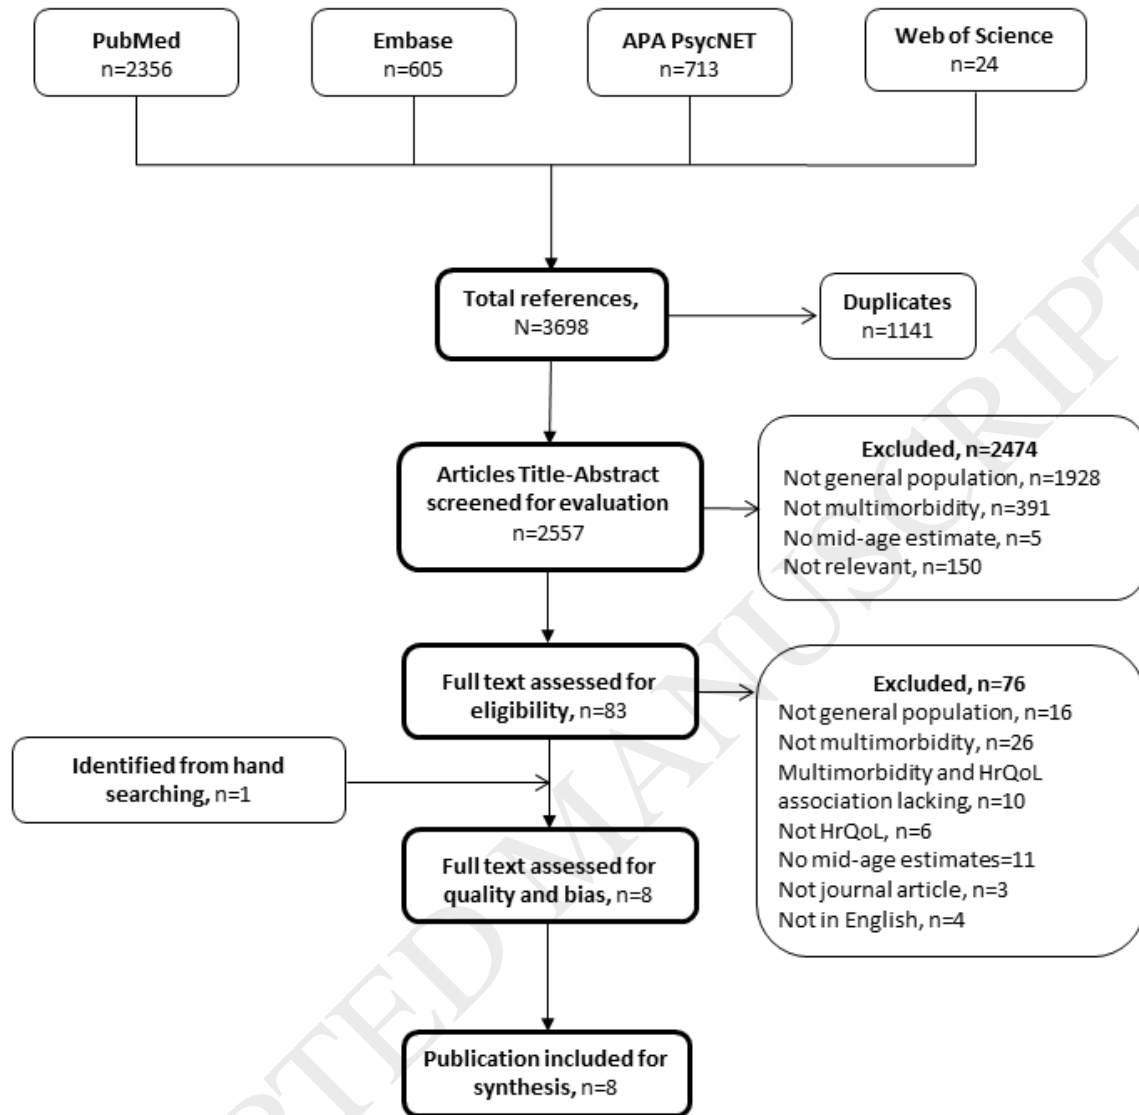 PubMed
n=2356
Embase
n=605
APA PsycNET
n=713
Web of Science
n=24
Total references,
N=3698
Duplicates
n=1141
Articles Title-Abstract
screened for evaluation
n=2557
Excluded, n=2474
Not general population, n=1928
Not multimorbidity, n=391
No mid-age estimate, n=5
Not relevant, n=150
Full text assessed for
eligibility, n=83
Excluded, n=76
Not general population, n=16
Not multimorbidity, n=26
Multimorbidity and HrQoL
association lacking, n=10
Not HrQoL, n=6
No mid-age estimates=11
Not journal article, n=3
Not in English, n=4
Identified from hand
searching, n=1
Full text assessed for
quality and bias, n=8
Publication included for
synthesis, n=8
PTED MANUSCRIPT